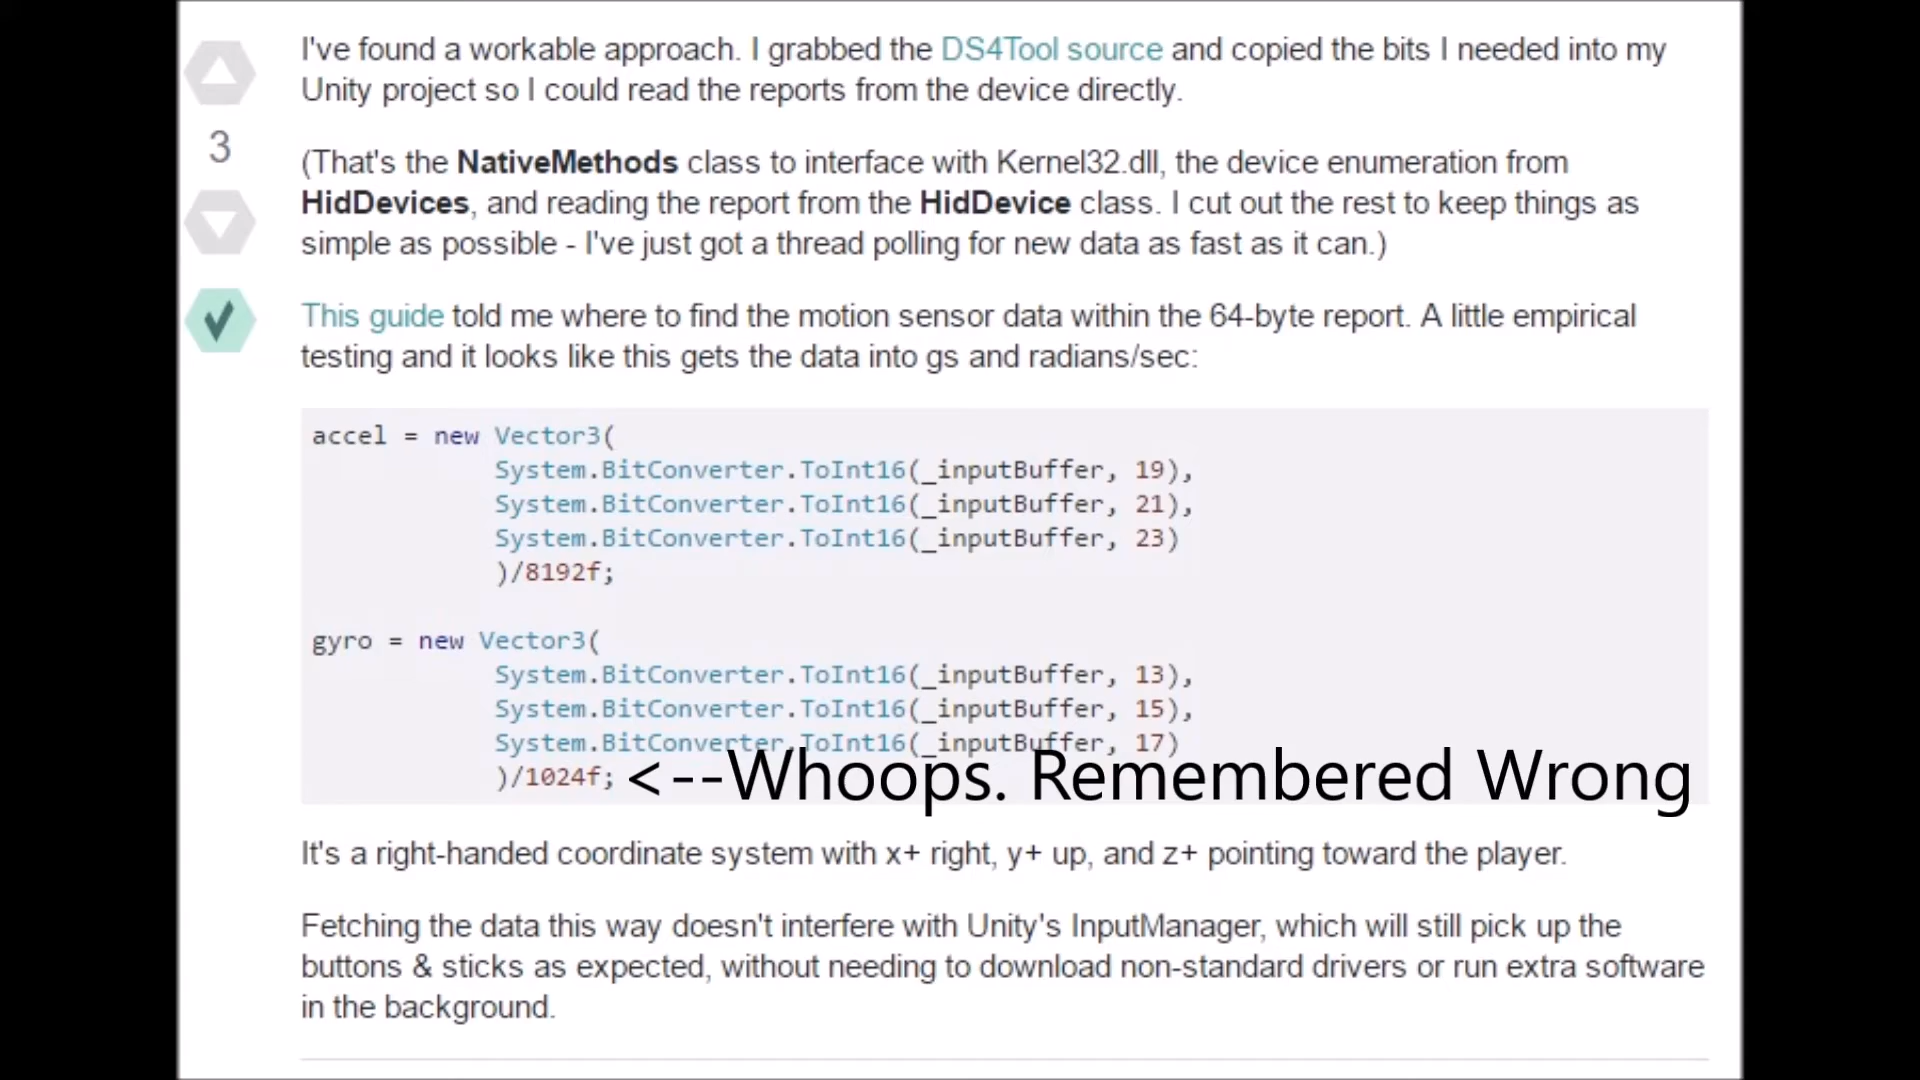 I've found a workable approach. I grabbed the DS4Tool source and copied the bits I needed into my
Unity project so I could read the reports from the device directly.
3
(That's the NativeMethods class to interface with Kernel32.dll, the device enumeration from
HidDevices, and reading the report from the HidDevice class. I cut out the rest to keep things as
simple as possible - I've just got a thread polling for new data as fast as it can.)
This guide told me where to find the motion sensor data within the 64-byte report. A little empirical
testing and it looks like this gets the data into gs and radians/sec:
accel = new Vector3(
System.BitConverter.ToInt16(_inputBuffer, 19),
System.BitConverter.ToInt16(_inputBuffer, 21),
System.BitConverter.ToInt16(_inputBuffer, 23)
)/8192f;
gyro = new Vector3(
System.BitConverter.ToInt16(_inputBuffer, 13),
System.BitConverter.ToInt16(_inputBuffer, 15),
System.BitConverter.ToInt16(_inputBuffer, 17)
)/1024f; <--Whoops. Remembered Wrong
It's a right-handed coordinate system with x+ right, y+ up, and z+ pointing toward the player.
Fetching the data this way doesn't interfere with Unity's InputManager, which will still pick up the
buttons & sticks as expected, without needing to download non-standard drivers or run extra software
in the background.